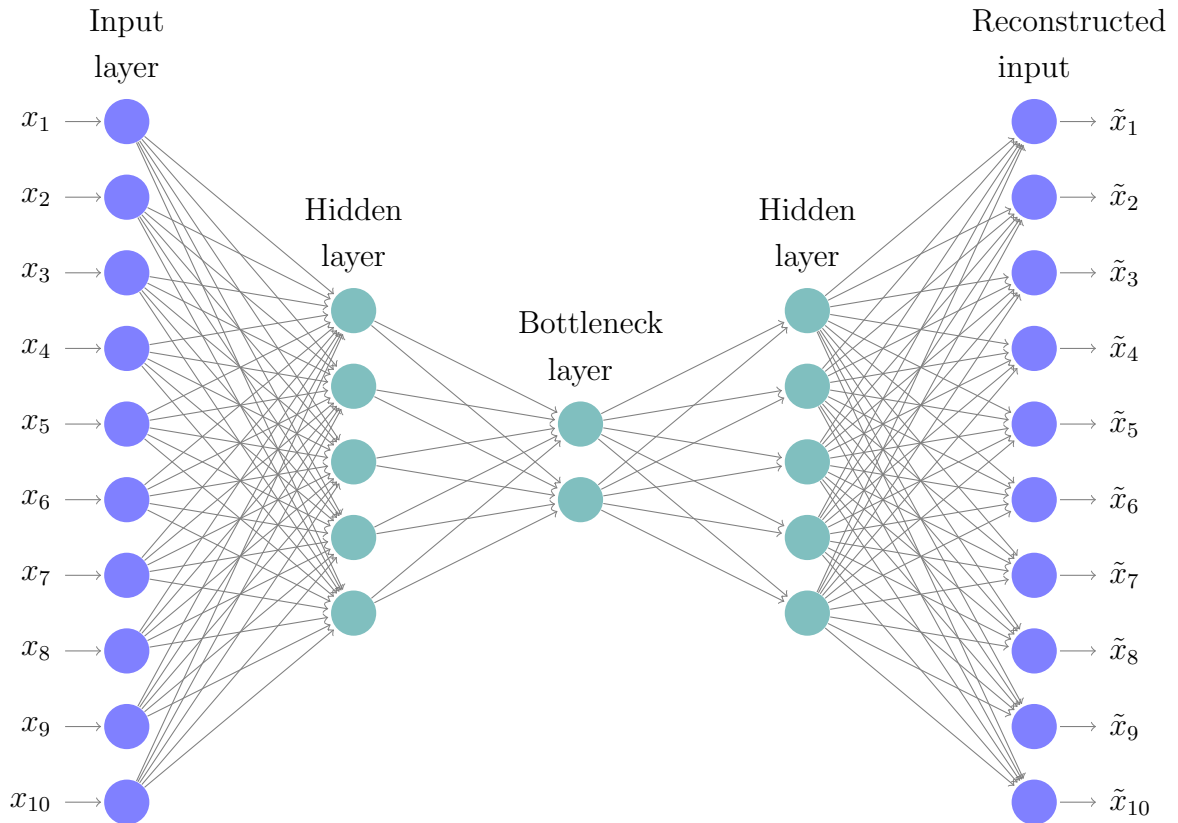 Input
layer
Reconstructed
input
Hidden
layer
Hidden
layer
Bottleneck
layer
x₁
x₂
x₃
x₄
x₅
x₆
x₇
x₈
x₉
x₁₀
x̃₁
x̃₂
x̃₃
x̃₄
x̃₅
x̃₆
x̃₇
x̃₈
x̃₉
x̃₁₀